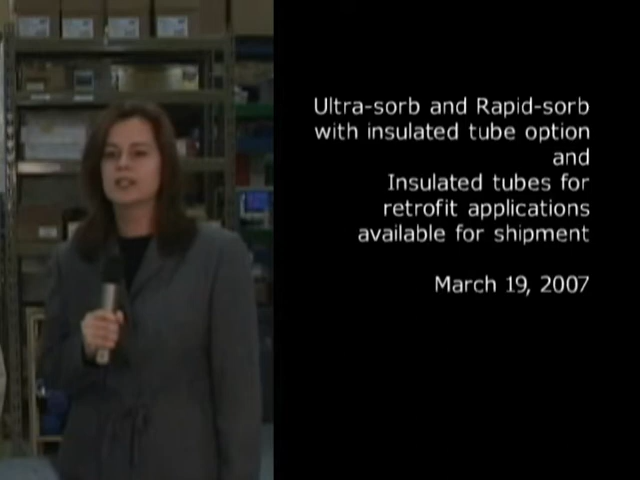 Ultra-sorb and Rapid-sorb
with insulated tube option
and
Insulated tubes for
retrofit applications
available for shipment
March 19, 2007